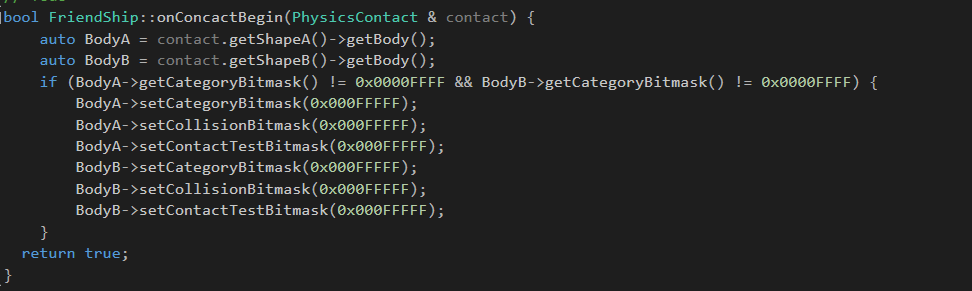 bool FriendShip::onConcactBegin(PhysicsContact & contact) {
    auto BodyA = contact.getShapeA()->getBody();
    auto BodyB = contact.getShapeB()->getBody();
    if (BodyA->getCategoryBitmask() != 0x0000FFFF && BodyB->getCategoryBitmask() != 0x0000FFFF) {
        BodyA->setCategoryBitmask(0x000FFFFF);
        BodyA->setCollisionBitmask(0x000FFFFF);
        BodyA->setContactTestBitmask(0x000FFFFF);
        BodyB->setCategoryBitmask(0x000FFFFF);
        BodyB->setCollisionBitmask(0x000FFFFF);
        BodyB->setContactTestBitmask(0x000FFFFF);
    }
  return true;
}